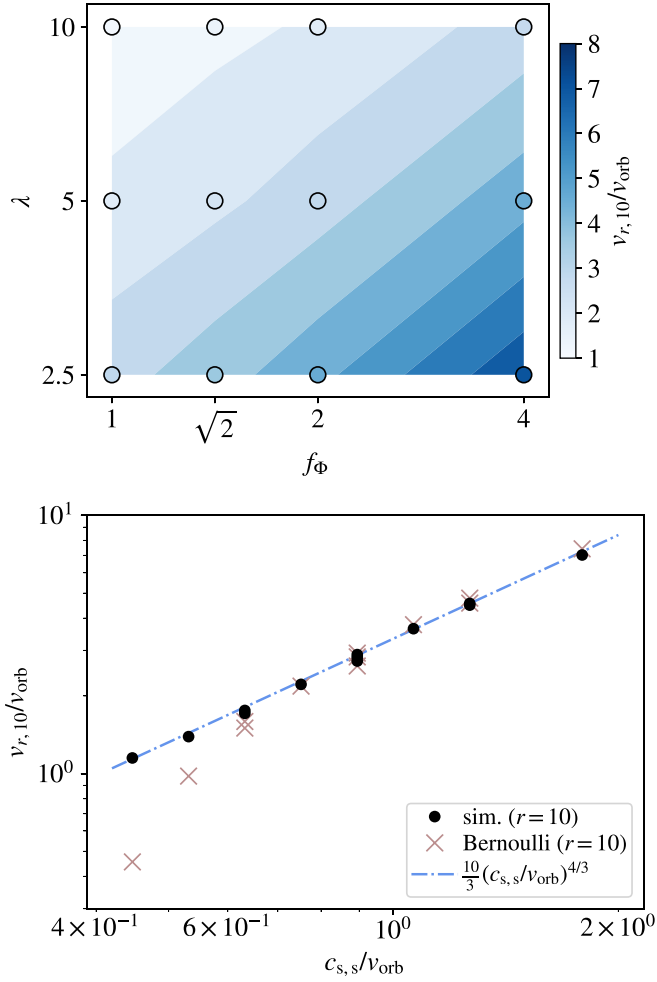 10
5
2.5
λ
1
√2
2
4
f_Φ
8
7
6
5
4
3
2
1
v_{r,10}/v_orb
10^1
10^0
v_{r,10}/v_orb
sim. (r = 10)
Bernoulli (r = 10)
10/3 (c_{s,s}/v_orb)^{4/3}
4 × 10^{−1}
6 × 10^{−1}
10^0
2 × 10^0
c_{s,s}/v_orb